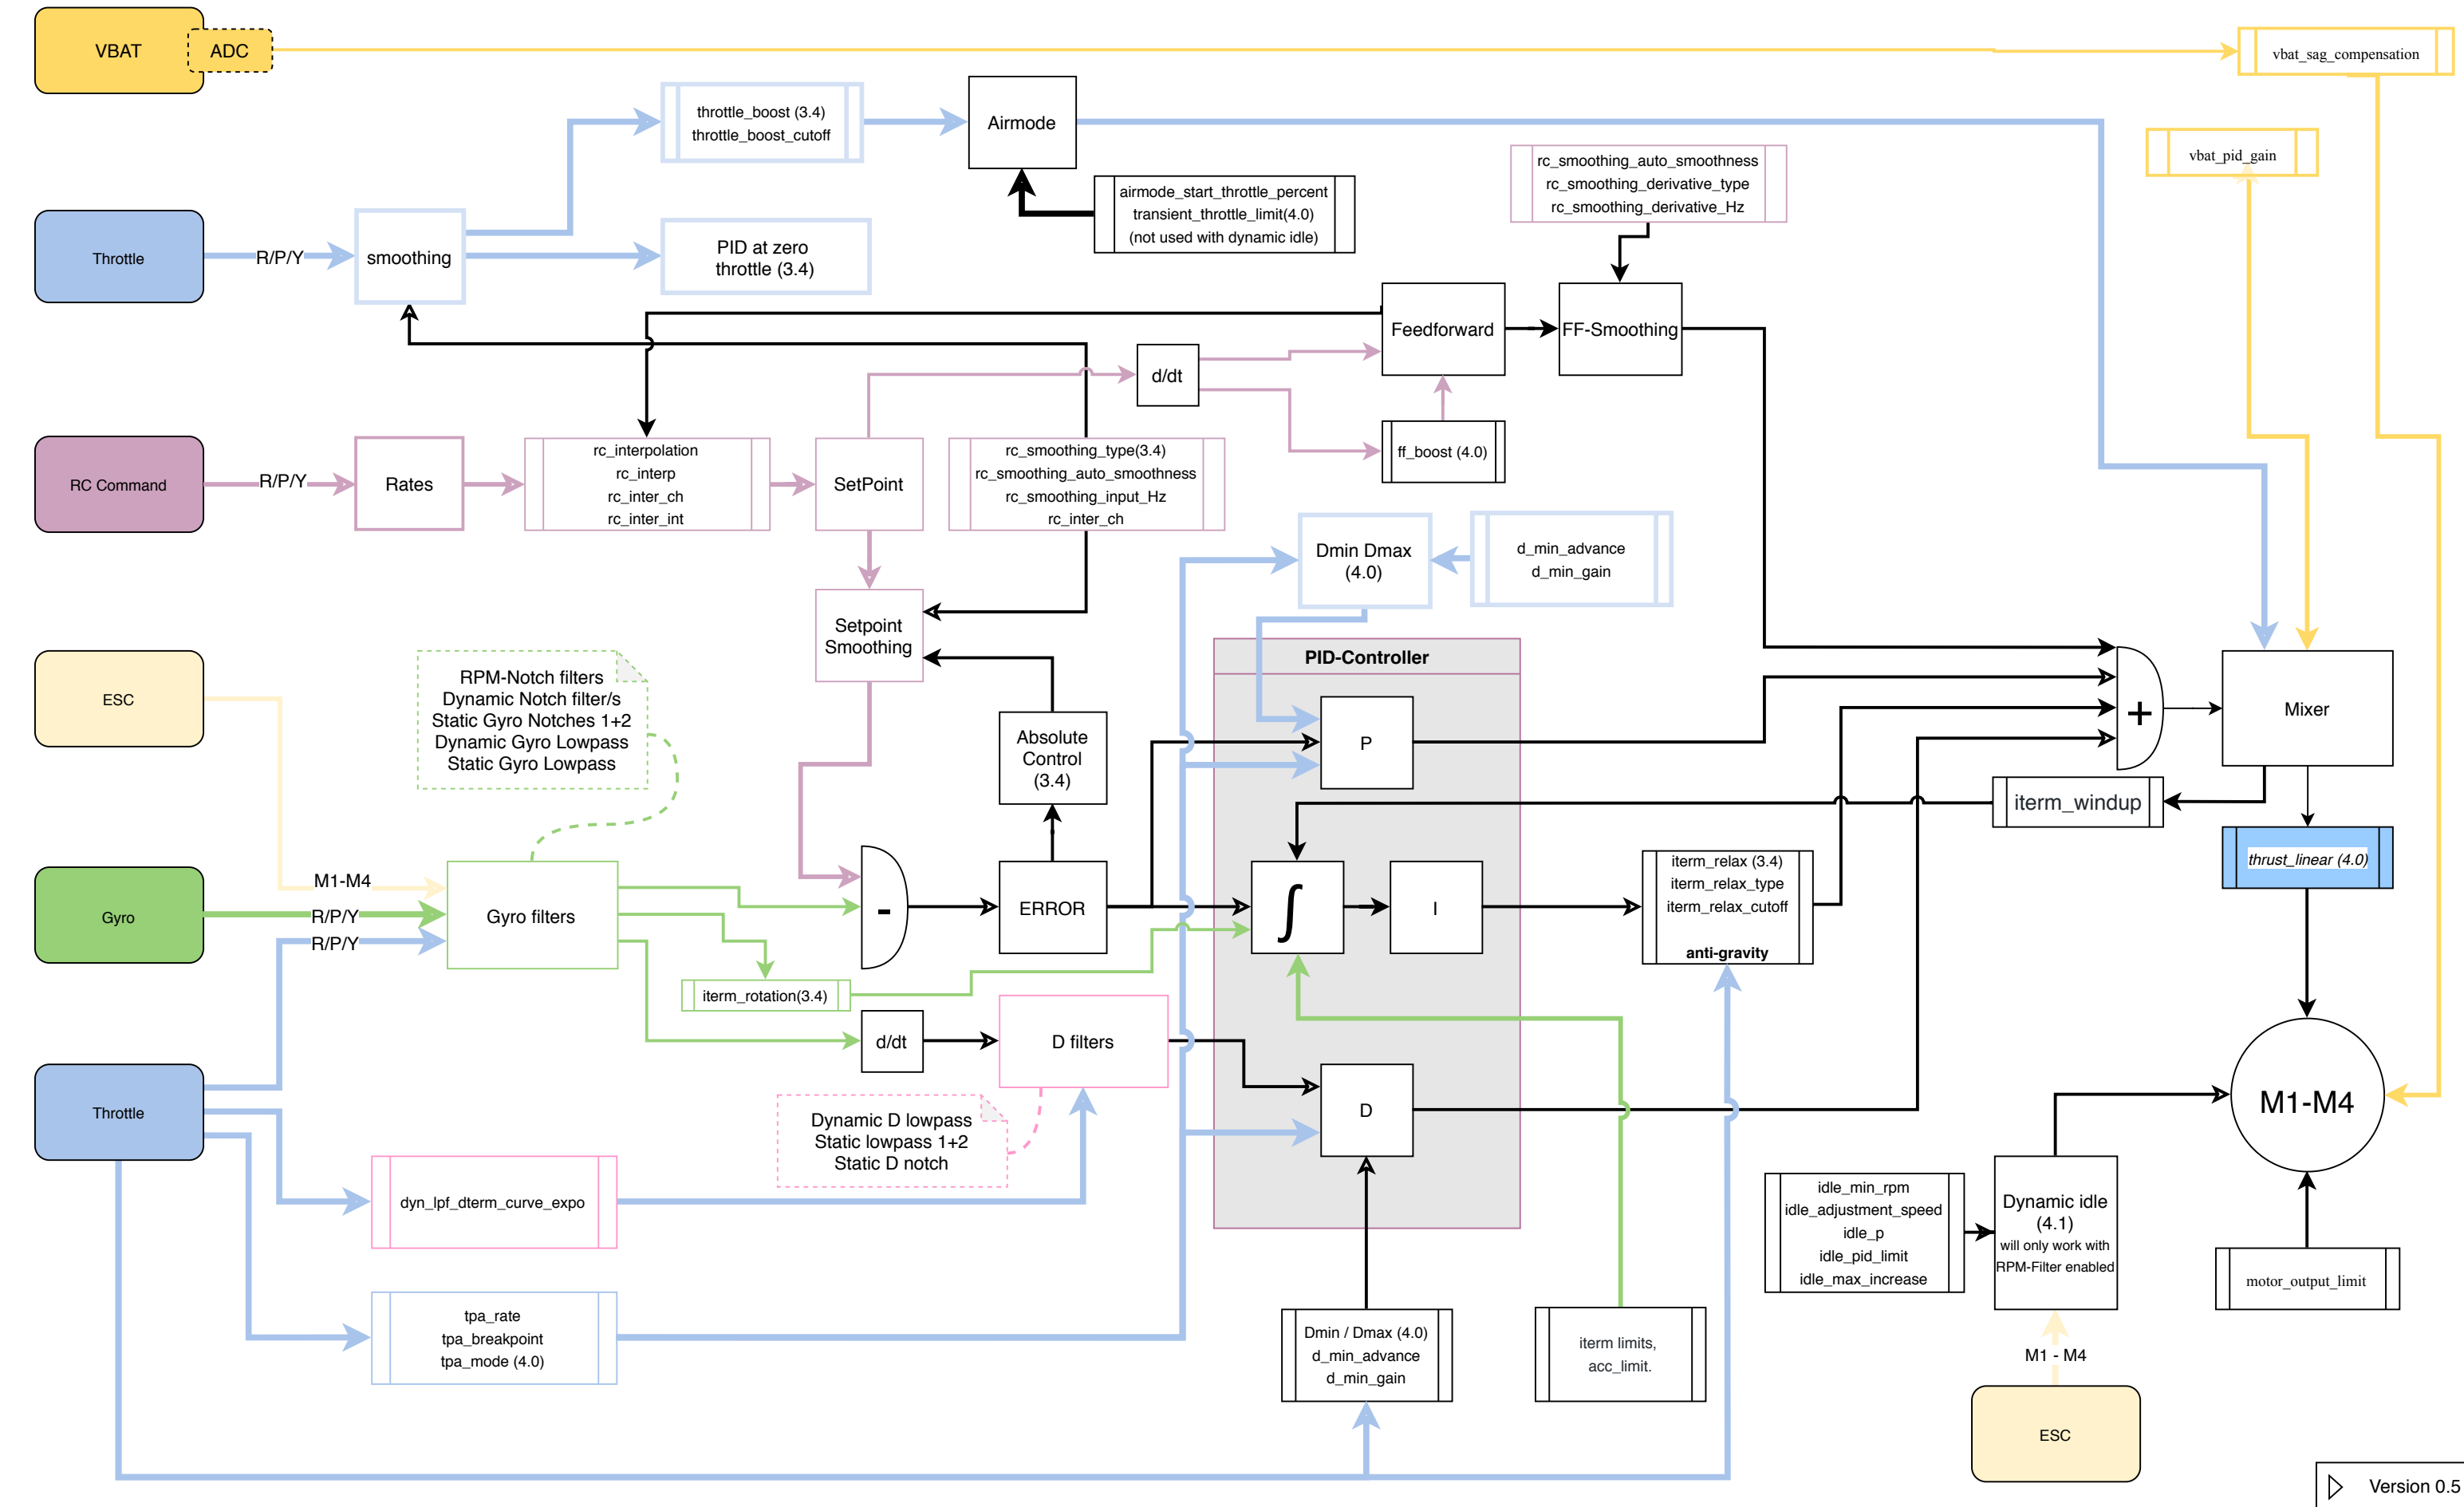 VBAT
ADC
vbat_sag_compensation
throttle_boost (3.4)
throttle_boost_cutoff
Airmode
vbat_pid_gain
airmode_start_throttle_percent
transient_throttle_limit(4.0)
(not used with dynamic idle)
rc_smoothing_auto_smoothness
rc_smoothing_derivative_type
rc_smoothing_derivative_Hz
Throttle
R/P/Y
smoothing
PID at zero
throttle (3.4)
Feedforward
FF-Smoothing
d/dt
ff_boost (4.0)
RC Command
R/P/Y
Rates
rc_interpolation
rc_interp
rc_inter_ch
rc_inter_int
SetPoint
rc_smoothing_type(3.4)
rc_smoothing_auto_smoothness
rc_smoothing_input_Hz
rc_inter_ch
Dmin Dmax
(4.0)
d_min_advance
d_min_gain
Setpoint
Smoothing
PID-Controller
ESC
RPM-Notch filters
Dynamic Notch filter/s
Static Gyro Notches 1+2
Dynamic Gyro Lowpass
Static Gyro Lowpass
Absolute
Control
(3.4)
P
+
Mixer
iterm_windup
thrust_linear (4.0)
M1-M4
Gyro
R/P/Y
R/P/Y
Gyro filters
-
ERROR
∫
I
iterm_relax (3.4)
iterm_relax_type
iterm_relax_cutoff
anti-gravity
iterm_rotation(3.4)
d/dt
D filters
Throttle
Dynamic D lowpass
Static lowpass 1+2
Static D notch
D
M1-M4
dyn_lpf_dterm_curve_expo
idle_min_rpm
idle_adjustment_speed
idle_p
idle_pid_limit
idle_max_increase
Dynamic idle
(4.1)
will only work with
RPM-Filter enabled
motor_output_limit
tpa_rate
tpa_breakpoint
tpa_mode (4.0)
Dmin / Dmax (4.0)
d_min_advance
d_min_gain
iterm limits,
acc_limit.
M1 - M4
ESC
Version 0.5